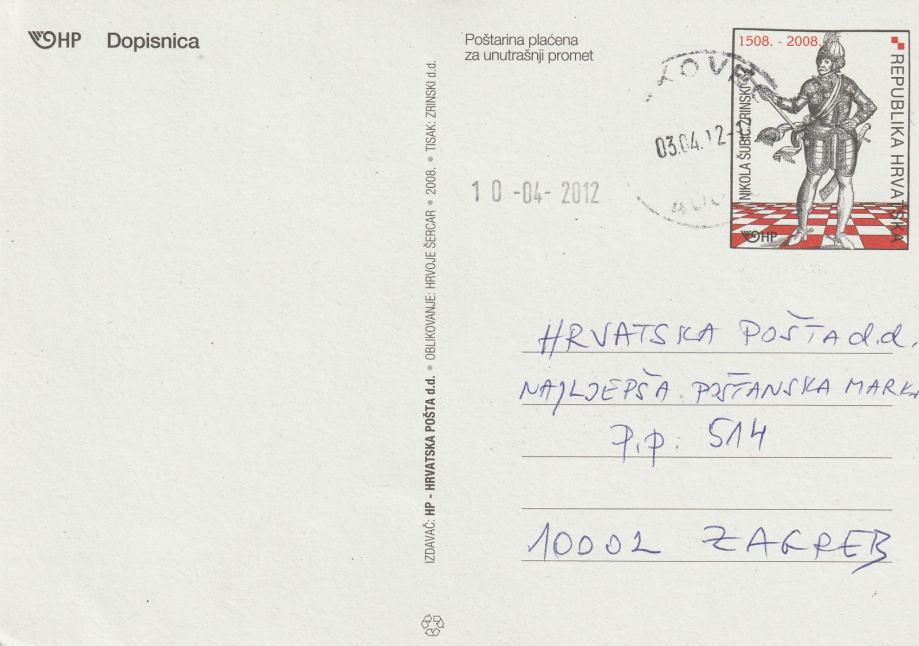 HP Dopisnica
Poštarina plaćena
za unutrašnji promet
1508. - 2008.
NIKOLA ŠUBIĆ ZRINSKI
REPUBLIKA HRVATSKA
HP
03.04.12-12
10-04-2012
IZDAVAČ: HP - HRVATSKA POŠTA d.d. • OBLIKOVANJE: HRVOJE ŠERCAR • 2008. • TISAK: ZRINSKI d.d.
HRVATSKA POŠTA d.d.
NAJLJEPŠA POŠTANSKA MARKA
p.p. 514
10002 ZAGREB